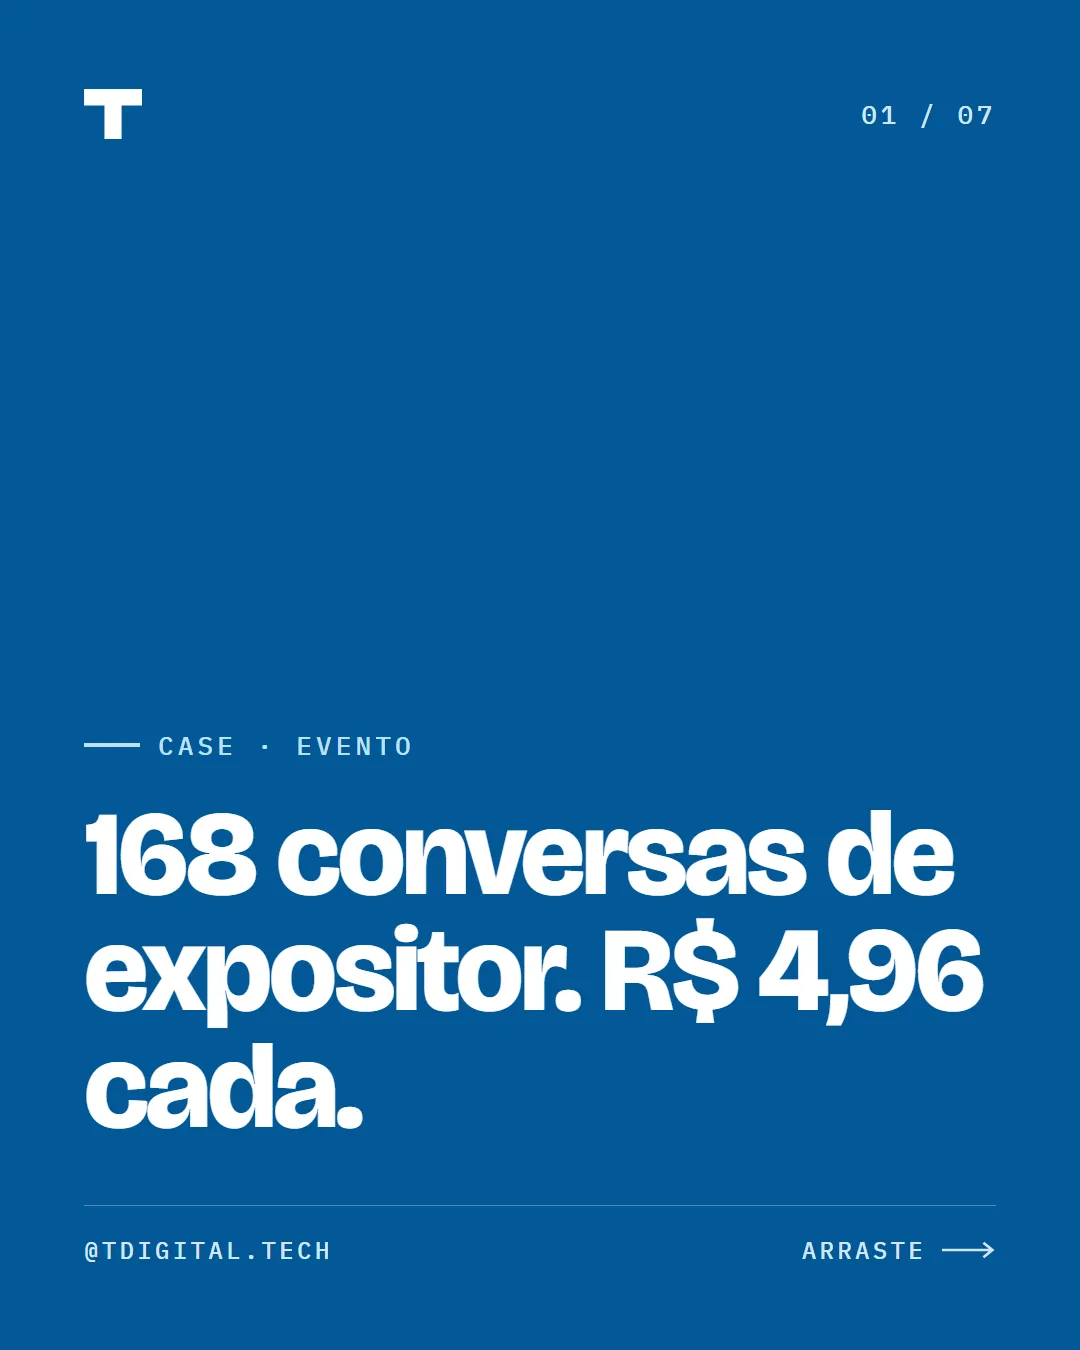 T
01 / 07
CASE · EVENTO
168 conversas de
expositor. R$ 4,96
cada.
@TDIGITAL.TECH
ARRASTE